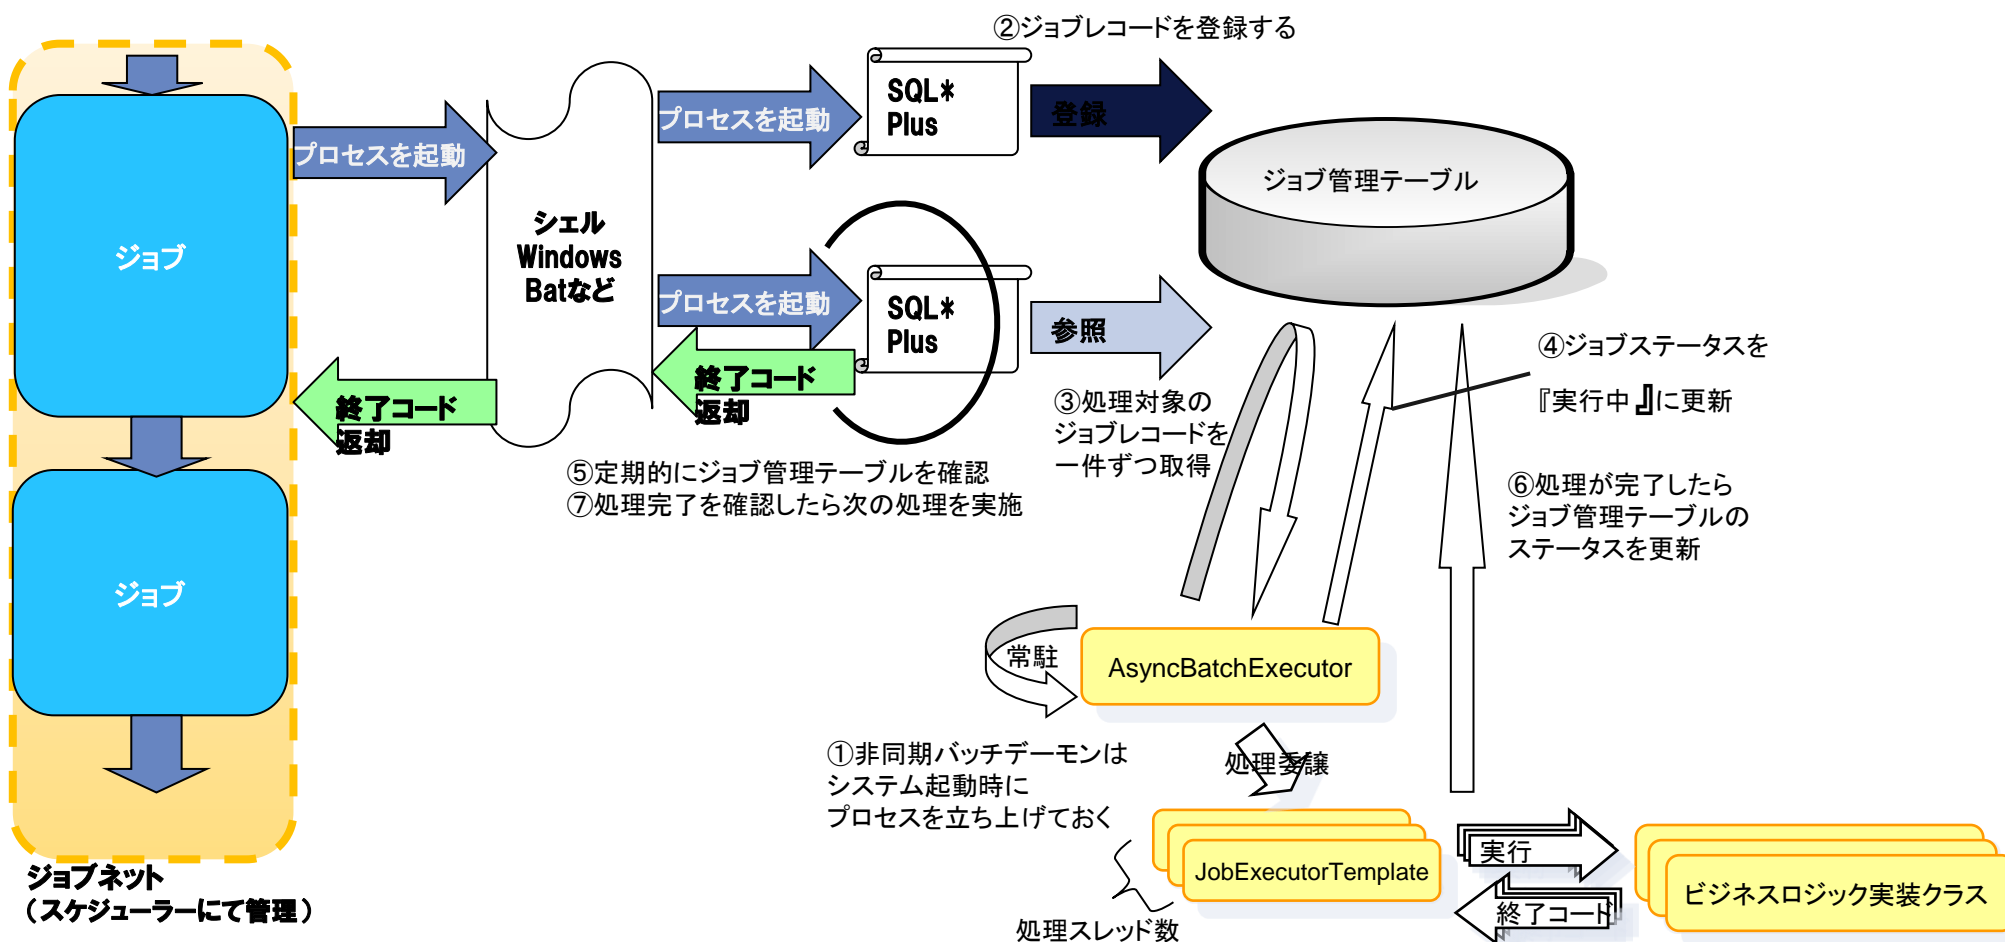 ②ジョブレコードを登録する
プロセスを起動
プロセスを起動
SQL*
Plus
登録
ジョブ管理テーブル
ジョブ
シェル
Windows
Batなど
プロセスを起動
SQL*
Plus
参照
終了コード
返却
終了コード
返却
③処理対象の
ジョブレコードを
一件ずつ取得
④ジョブステータスを
『実行中』に更新
⑤定期的にジョブ管理テーブルを確認
⑦処理完了を確認したら次の処理を実施
⑥処理が完了したら
ジョブ管理テーブルの
ステータスを更新
ジョブ
常駐
AsyncBatchExecutor
①非同期バッチデーモンは
システム起動時に
プロセスを立ち上げておく
処理委譲
JobExecutorTemplate
実行
終了コード
ビジネスロジック実装クラス
処理スレッド数
ジョブネット
（スケジューラーにて管理）